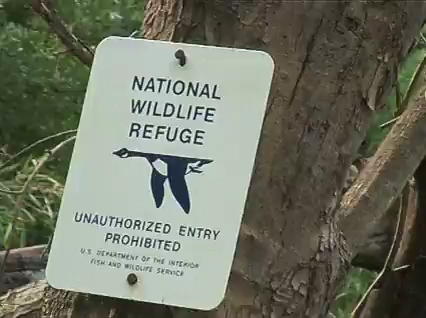 NATIONAL
WILDLIFE
REFUGE
UNAUTHORIZED ENTRY
PROHIBITED
U.S. DEPARTMENT OF THE INTERIOR
FISH AND WILDLIFE SERVICE